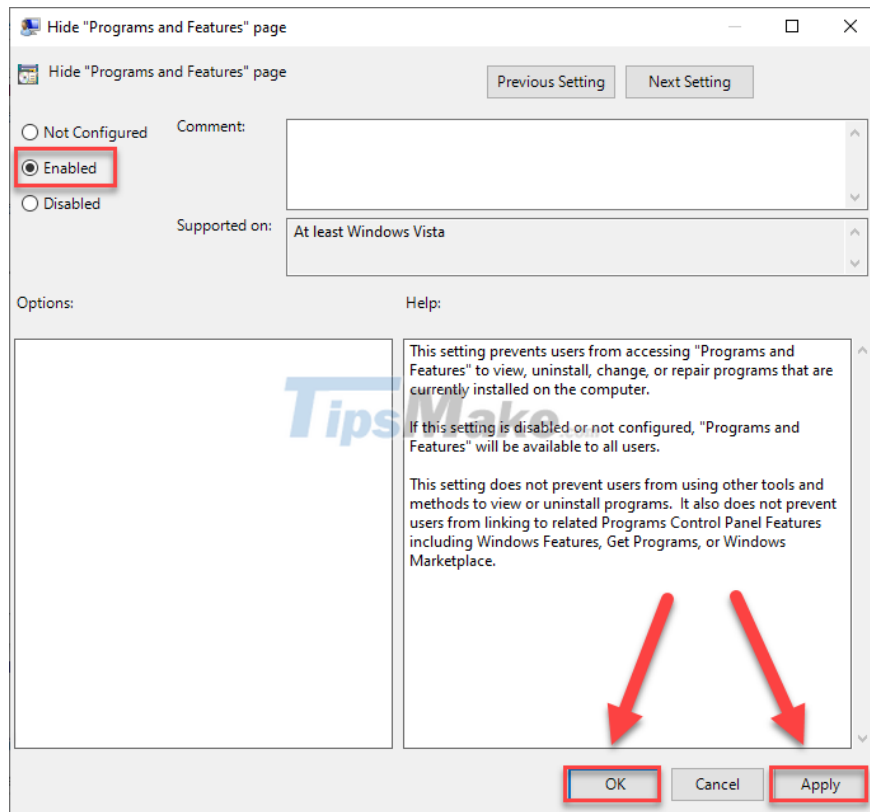 Hide "Programs and Features" page
Hide "Programs and Features" page
Previous Setting
Next Setting
Not Configured
Comment:
Enabled
Disabled
Supported on:
At least Windows Vista
Options:
Help:
This setting prevents users from accessing "Programs and
Features" to view, uninstall, change, or repair programs that are
currently installed on the computer.
If this setting is disabled or not configured, "Programs and
Features" will be available to all users.
This setting does not prevent users from using other tools and
methods to view or uninstall programs.  It also does not prevent
users from linking to related Programs Control Panel Features
including Windows Features, Get Programs, or Windows
Marketplace.
TipsMake.com
OK
Cancel
Apply